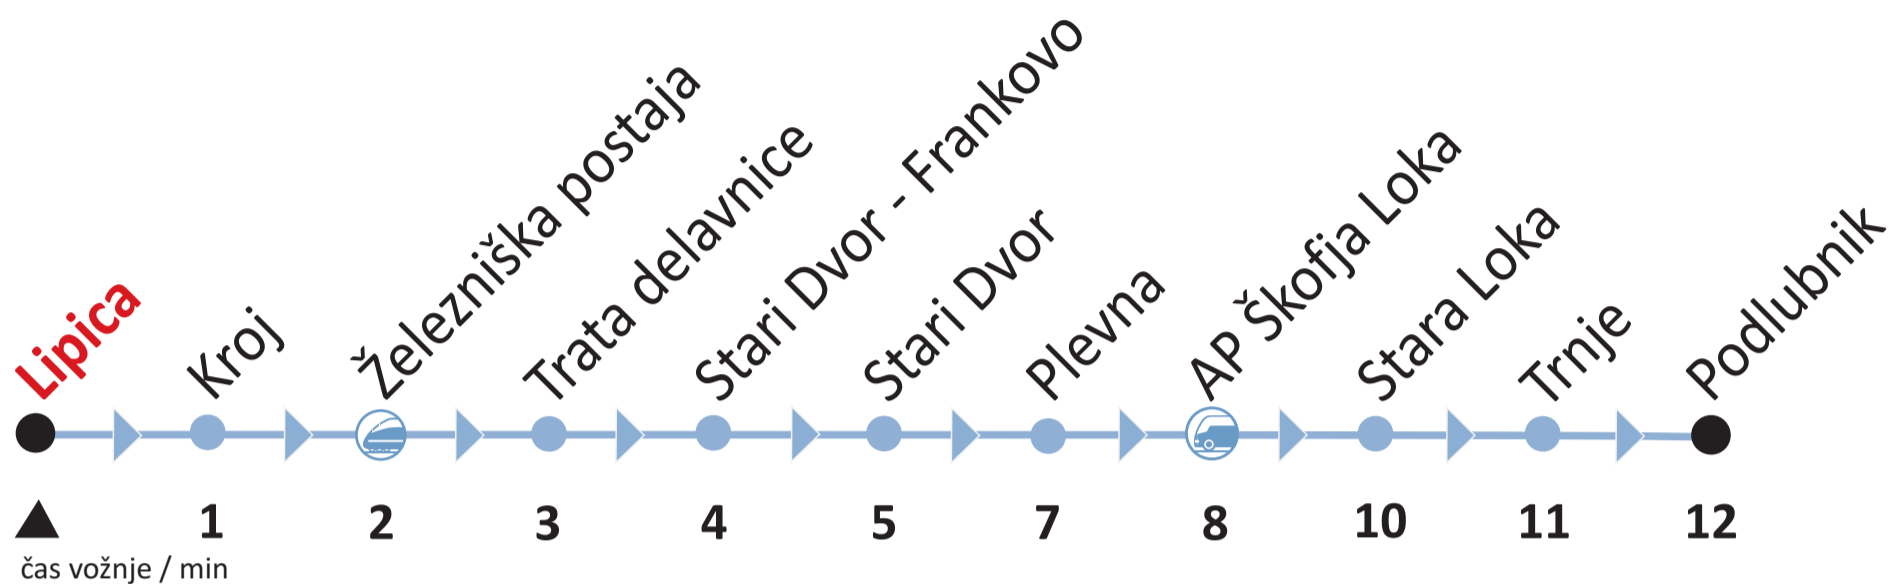 Lipica
Kroj
Železniška postaja
Trata delavnice
Stari Dvor - Frankovo
Stari Dvor
Plevna
AP Škofja Loka
Stara Loka
Trnje
Podlubnik
1 2 3 4 5 7 8 10 11 12
čas vožnje / min